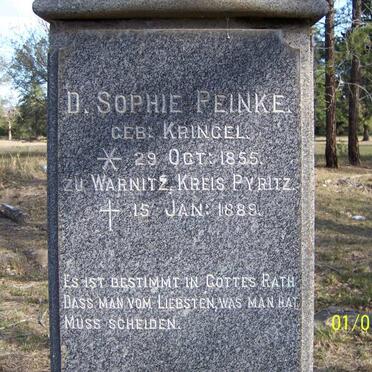 D. SOPHIE PEINKE.
GEB: KRINGEL.
* 29 OCT: 1855.
ZU WARNITZ, KREIS PYRITZ.
† 15 JAN: 1889.
ES IST BESTIMMT IN GOTTES RATH
DASS MAN VOM LIEBSTEN, WAS MAN HAT
MUSS SCHEIDEN.
01/0